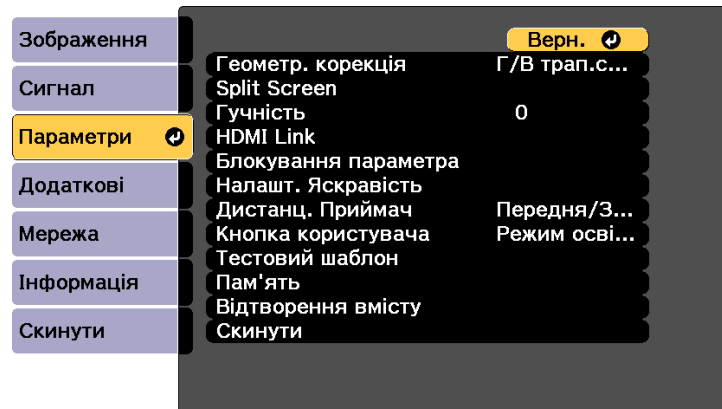 Зображення
Сигнал
Параметри
Додаткові
Мережа
Інформація
Скинути
Верн.
Геометр. корекція Г/В трап.с...
Split Screen
Гучність 0
HDMI Link
Блокування параметра
Налашт. Яскравість
Дистанц. Приймач Передня/З...
Кнопка користувача Режим осві...
Тестовий шаблон
Пам'ять
Відтворення вмісту
Скинути